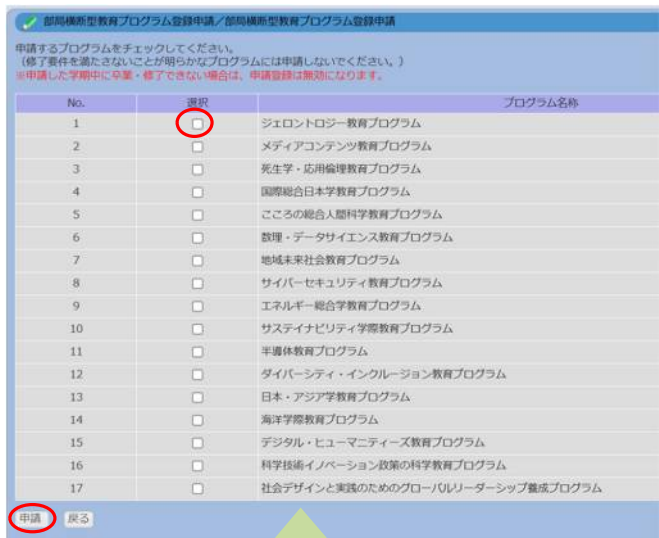 部局横断型教育プログラム登録申請／部局横断型教育プログラム登録申請
申請するプログラムをチェックしてください。
（修了要件を満たさないことが明らかなプログラムには申請しないでください。）
※申請した学期中に卒業・修了できない場合は、申請登録は無効になります。
No. 選択 プログラム名称
1 ジェロントロジー教育プログラム
2 メディアコンテンツ教育プログラム
3 死生学・応用倫理教育プログラム
4 国際総合日本学教育プログラム
5 こころの総合人間科学教育プログラム
6 数理・データサイエンス教育プログラム
7 地域未来社会教育プログラム
8 サイバーセキュリティ教育プログラム
9 エネルギー総合学教育プログラム
10 サステイナビリティ学際教育プログラム
11 半導体教育プログラム
12 ダイバーシティ・インクルージョン教育プログラム
13 日本・アジア学教育プログラム
14 海洋学際教育プログラム
15 デジタル・ヒューマニティーズ教育プログラム
16 科学技術イノベーション政策の科学教育プログラム
17 社会デザインと実践のためのグローバルリーダーシップ養成プログラム
申請 戻る